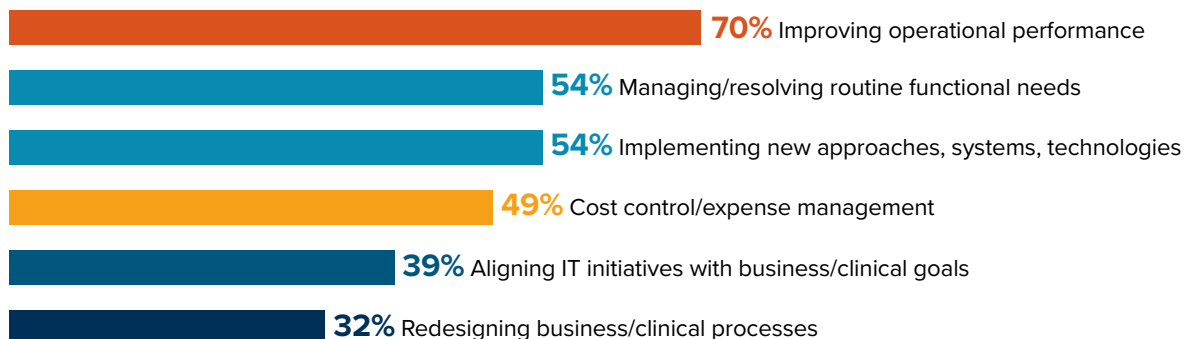 70% Improving operational performance
54% Managing/resolving routine functional needs
54% Implementing new approaches, systems, technologies
49% Cost control/expense management
39% Aligning IT initiatives with business/clinical goals
32% Redesigning business/clinical processes